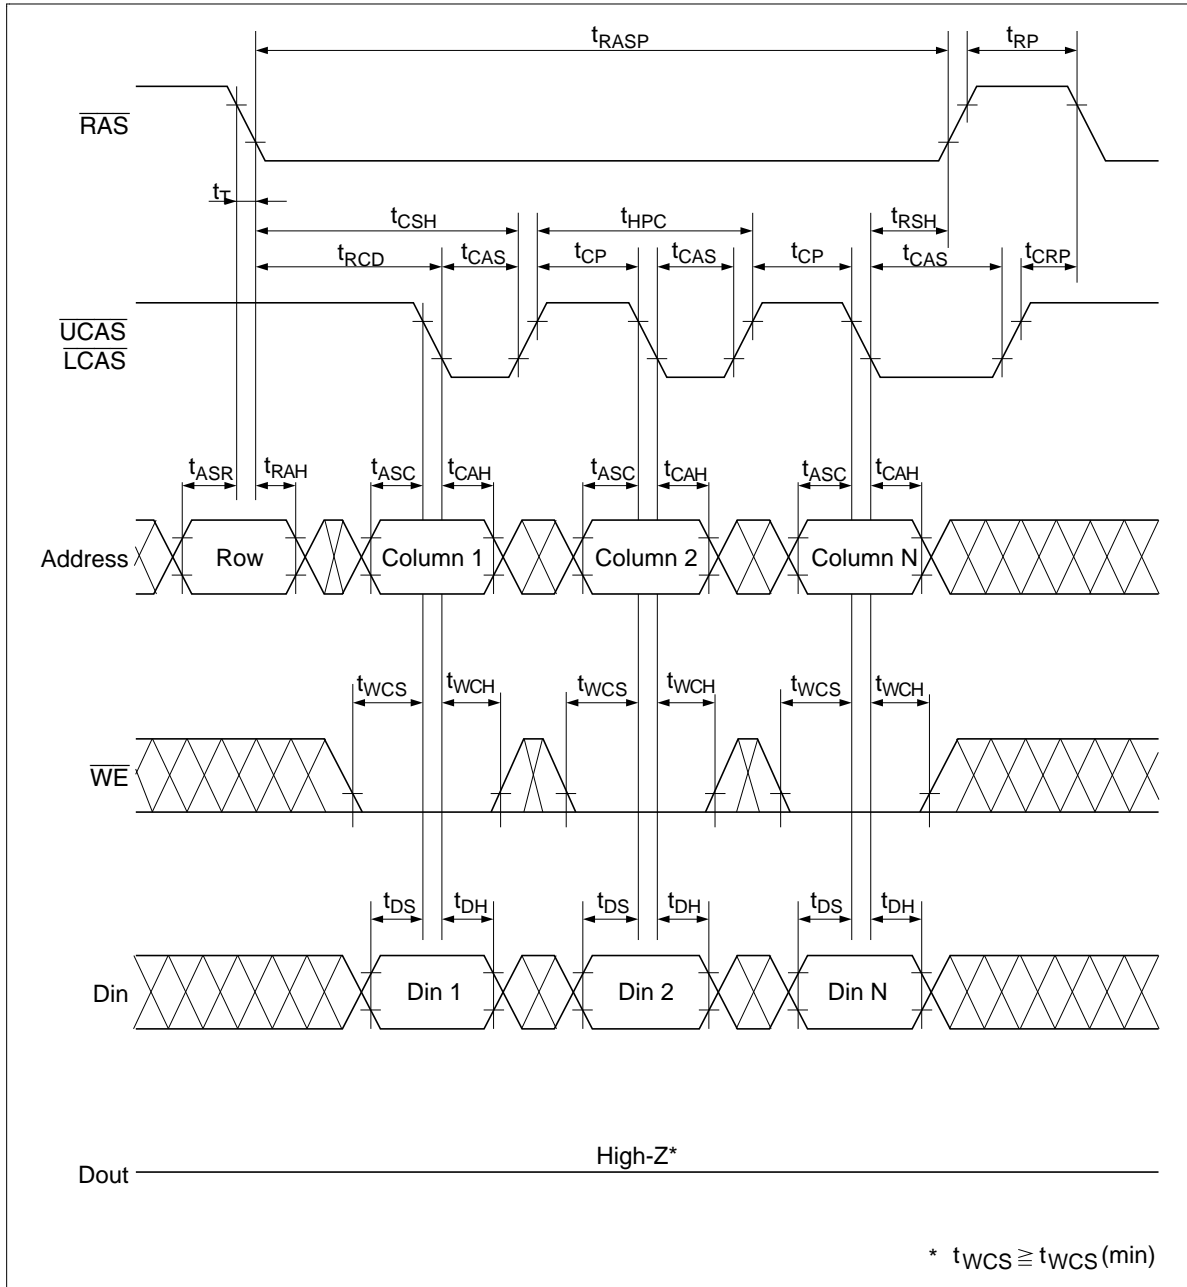 tRASP tRP
RAS
tT
tCSH tHPC tRSH
tRCD tCAS tCP tCAS tCP tCAS tCRP
UCAS
LCAS
tASR tRAH tASC tCAH tASC tCAH tASC tCAH
Address Row Column 1 Column 2 Column N
tWCS tWCH tWCS tWCH tWCS tWCH
WE
tDS tDH tDS tDH tDS tDH
Din Din 1 Din 2 Din N
High-Z*
Dout
* tWCS ≧ tWCS (min)